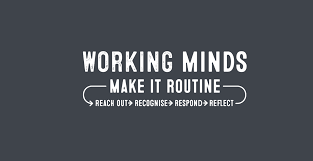 WORKING MINDS
MAKE IT ROUTINE
REACH OUT RECOGNISE RESPOND REFLECT